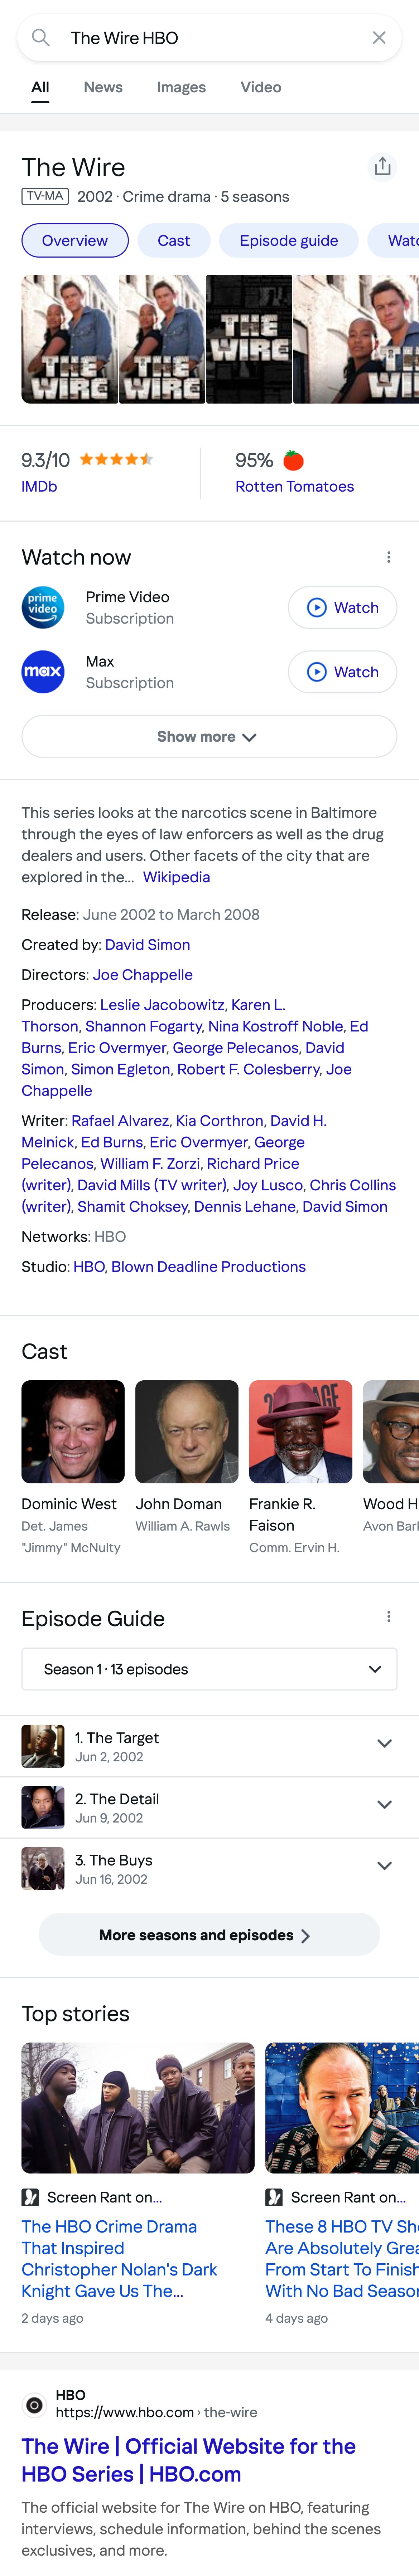 The Wire HBO
All News Images Video
The Wire
TV-MA 2002 · Crime drama · 5 seasons
Overview Cast Episode guide Watc
THE WIRE THE WIRE THE WIRE
9.3/10 95%
IMDb Rotten Tomatoes
Watch now
prime video Prime Video Watch
Subscription
max Max Watch
Subscription
Show more
This series looks at the narcotics scene in Baltimore
through the eyes of law enforcers as well as the drug
dealers and users. Other facets of the city that are
explored in the... Wikipedia
Release: June 2002 to March 2008
Created by: David Simon
Directors: Joe Chappelle
Producers: Leslie Jacobowitz, Karen L.
Thorson, Shannon Fogarty, Nina Kostroff Noble, Ed
Burns, Eric Overmyer, George Pelecanos, David
Simon, Simon Egleton, Robert F. Colesberry, Joe
Chappelle
Writer: Rafael Alvarez, Kia Corthron, David H.
Melnick, Ed Burns, Eric Overmyer, George
Pelecanos, William F. Zorzi, Richard Price
(writer), David Mills (TV writer), Joy Lusco, Chris Collins
(writer), Shamit Choksey, Dennis Lehane, David Simon
Networks: HBO
Studio: HBO, Blown Deadline Productions
Cast
Dominic West John Doman Frankie R. Wood H
Det. James William A. Rawls Faison Avon Bark
"Jimmy" McNulty Comm. Ervin H.
Episode Guide
Season 1 · 13 episodes
1. The Target
Jun 2, 2002
2. The Detail
Jun 9, 2002
3. The Buys
Jun 16, 2002
More seasons and episodes
Top stories
Screen Rant on... Screen Rant on...
The HBO Crime Drama These 8 HBO TV Sho
That Inspired Are Absolutely Grea
Christopher Nolan's Dark From Start To Finish
Knight Gave Us The... With No Bad Season
2 days ago 4 days ago
HBO
https://www.hbo.com › the-wire
The Wire | Official Website for the
HBO Series | HBO.com
The official website for The Wire on HBO, featuring
interviews, schedule information, behind the scenes
exclusives, and more.